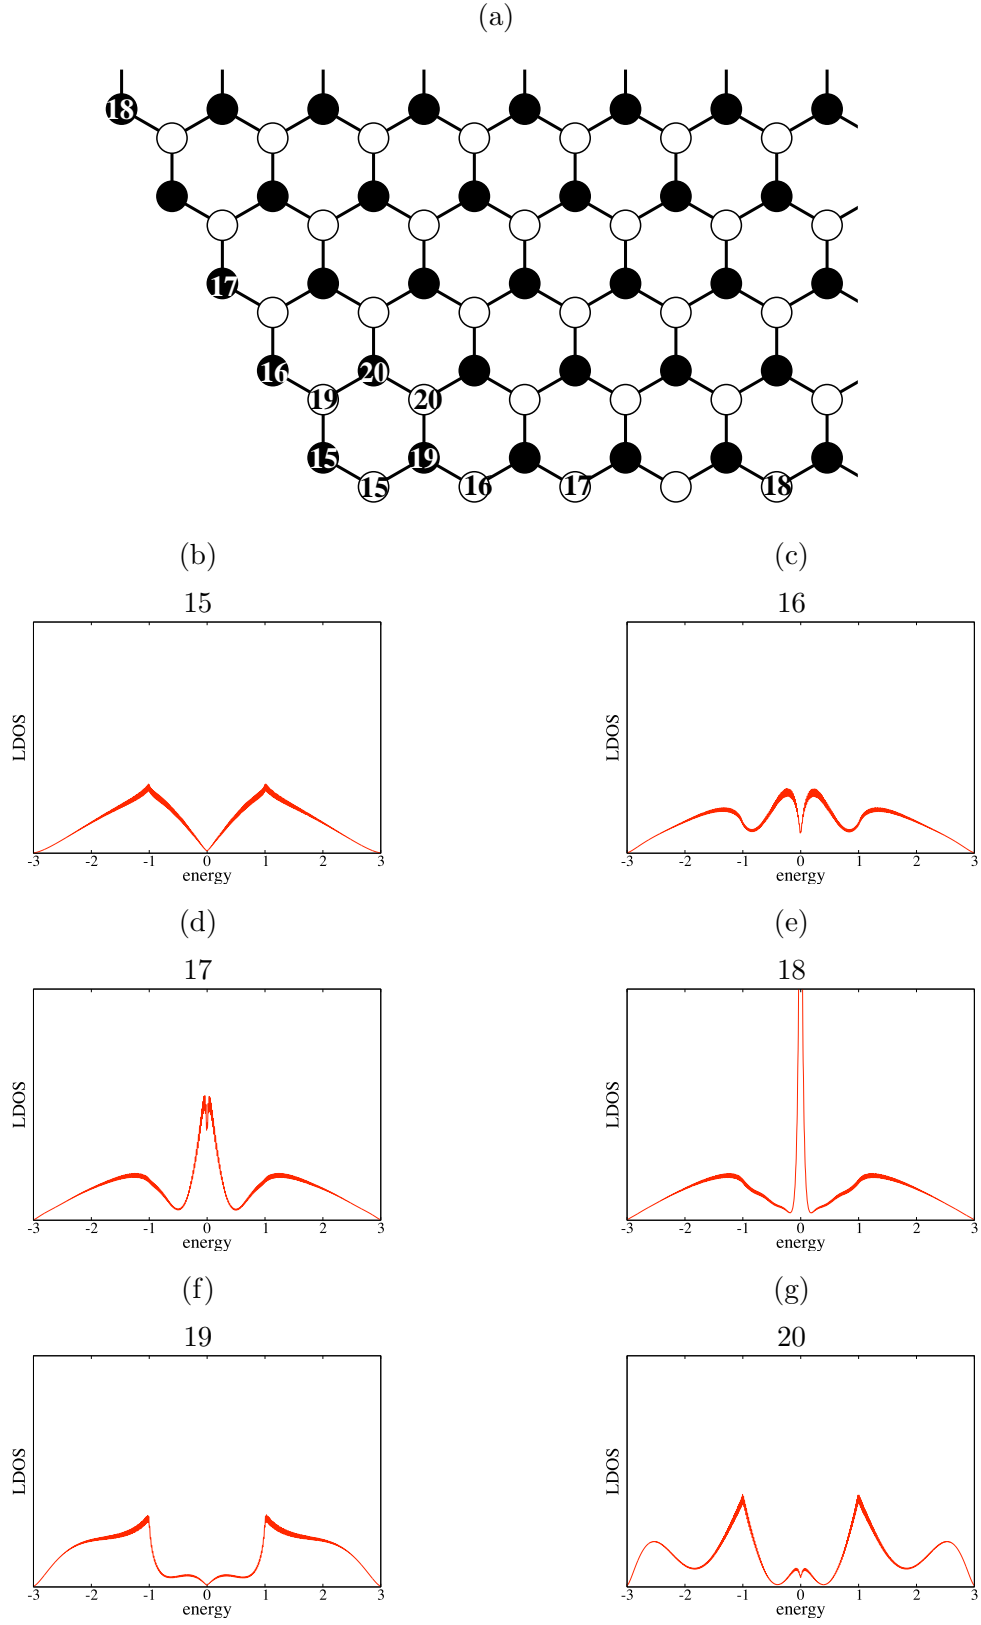 (a)
18
17
16 20
19 20
15 19
15 16 17 18
(b) (c)
15 16
LDOS LDOS
-3 -2 -1 0 1 2 3 -3 -2 -1 0 1 2 3
energy energy
(d) (e)
17 18
LDOS LDOS
-3 -2 -1 0 1 2 3 -3 -2 -1 0 1 2 3
energy energy
(f) (g)
19 20
LDOS LDOS
-3 -2 -1 0 1 2 3 -3 -2 -1 0 1 2 3
energy energy